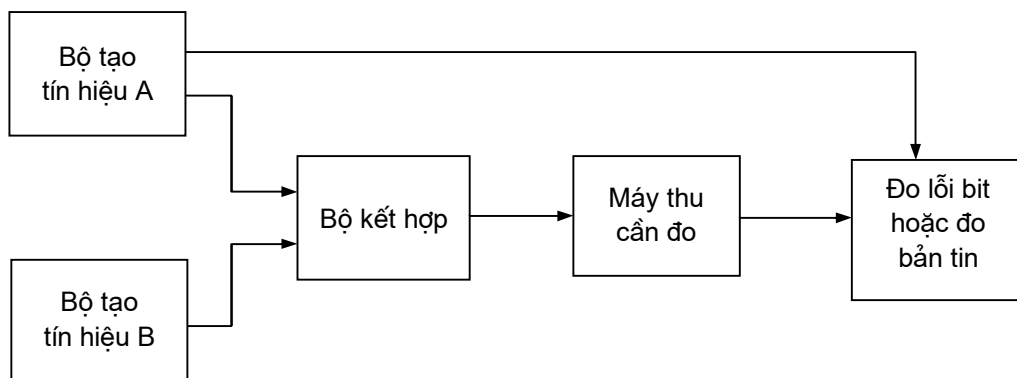 Bộ tạo
tín hiệu A
Bộ kết hợp
Máy thu
cần đo
Đo lỗi bit
hoặc đo
bản tin
Bộ tạo
tín hiệu B